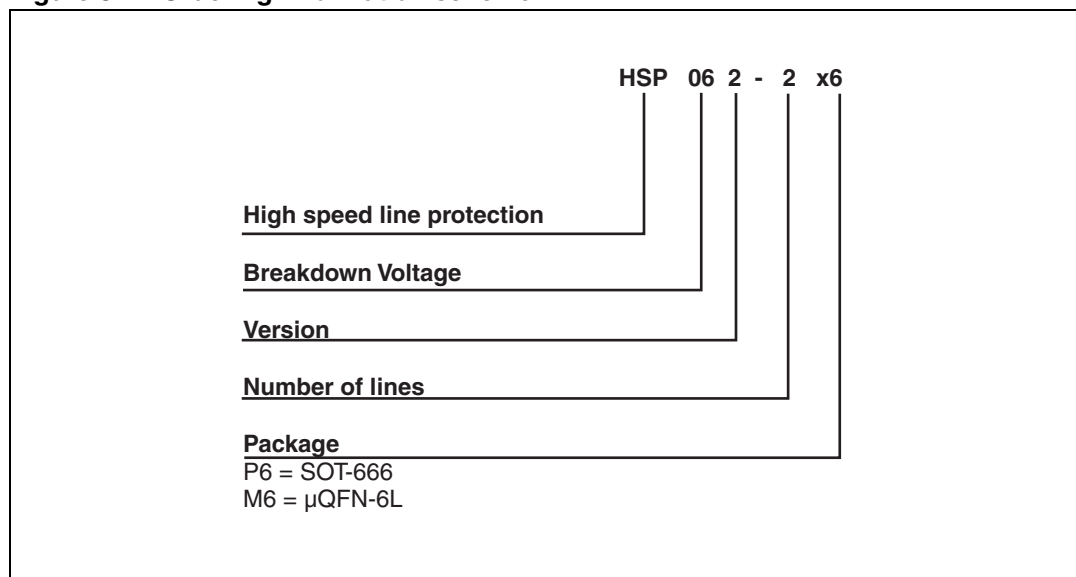 HSP 06 2 - 2 x6
High speed line protection
Breakdown Voltage
Version
Number of lines
Package
P6 = SOT-666
M6 = µQFN-6L